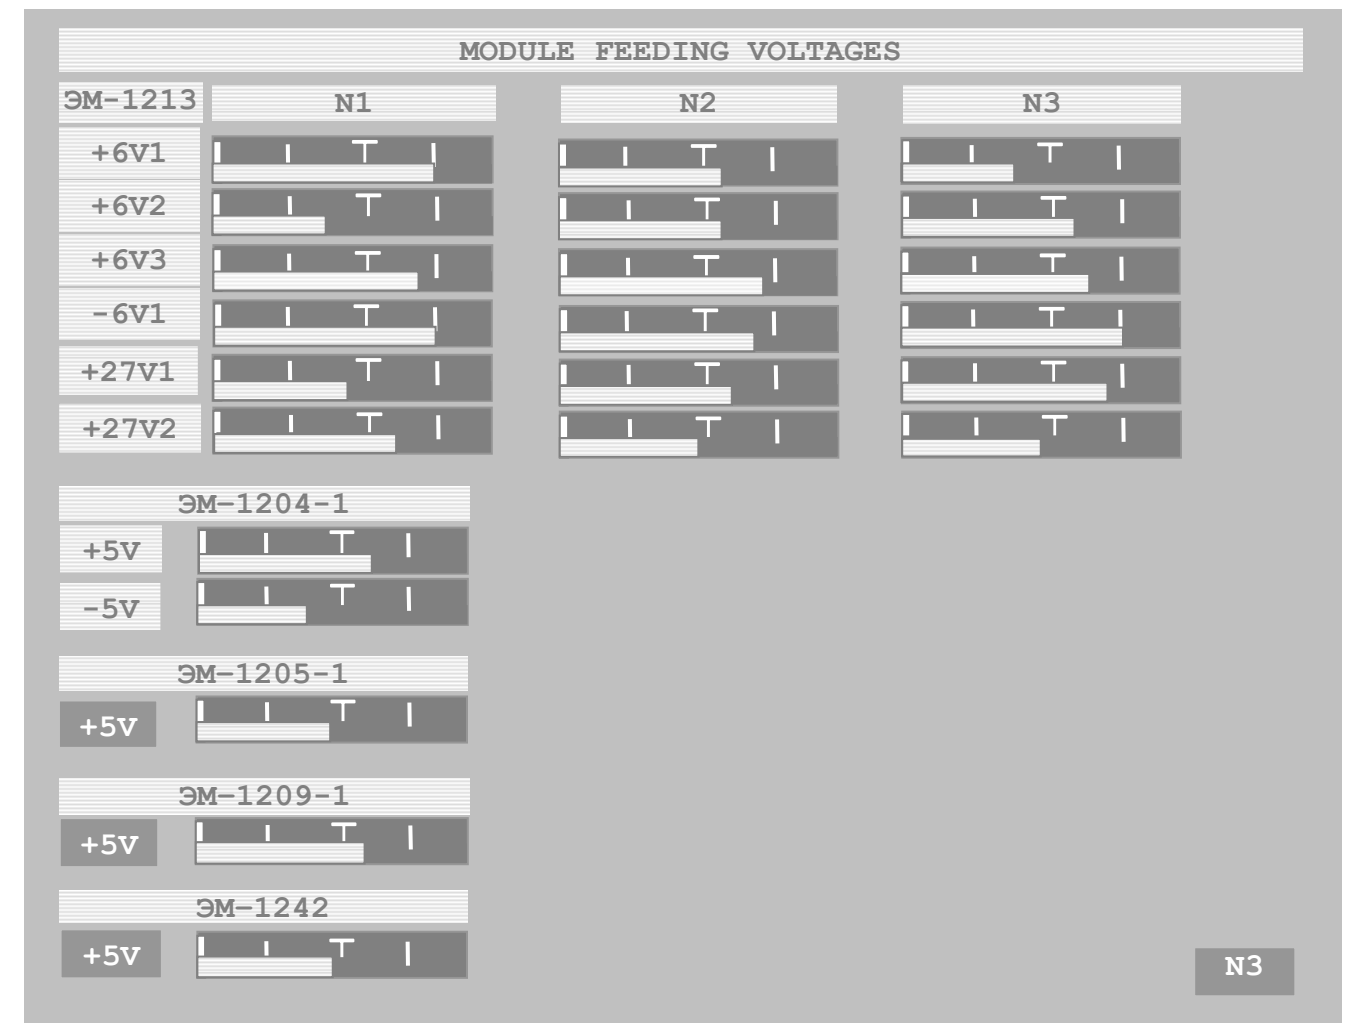 MODULE FEEDING VOLTAGES
ЭМ-1213 N1 N2 N3
+6V1
+6V2
+6V3
-6V1
+27V1
+27V2
ЭМ-1204-1
+5V
-5V
ЭМ-1205-1
+5V
ЭМ-1209-1
+5V
ЭМ-1242
+5V
N3